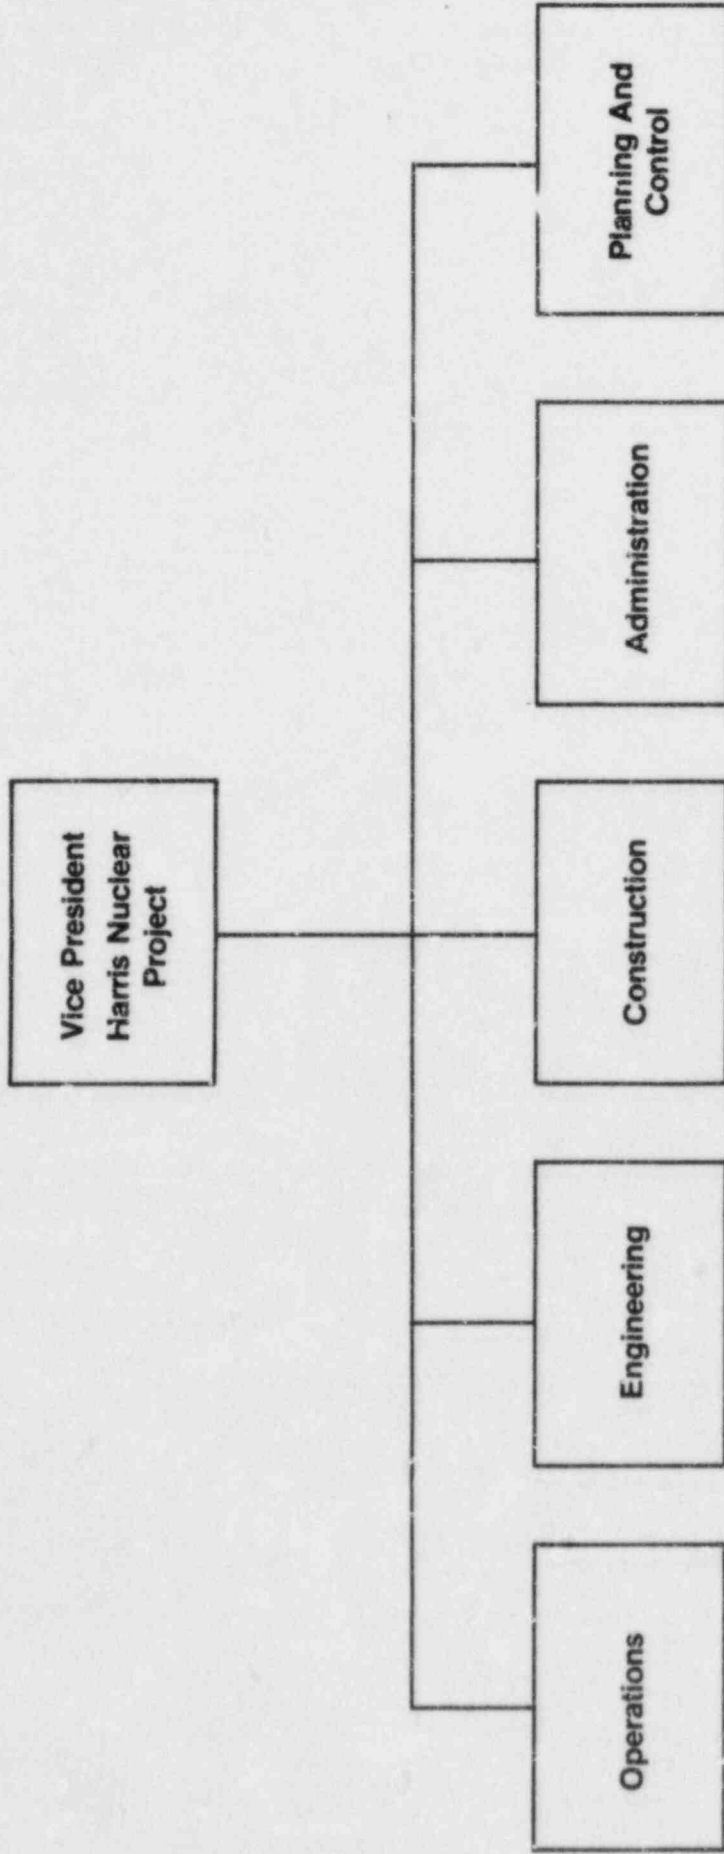 Vice President
Harris Nuclear
Project
Operations
Engineering
Construction
Administration
Planning And
Control